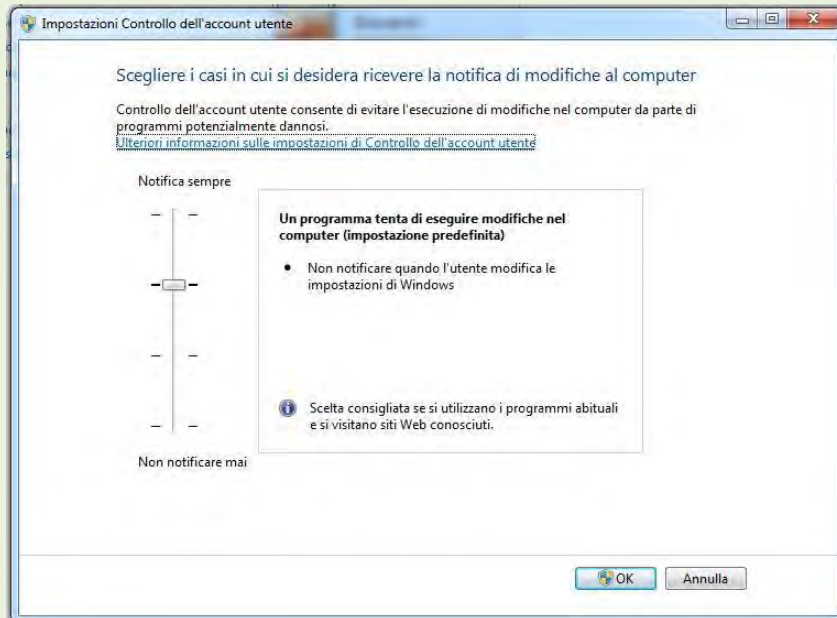 Impostazioni Controllo dell'account utente
Scegliere i casi in cui si desidera ricevere la notifica di modifiche al computer
Controllo dell'account utente consente di evitare l'esecuzione di modifiche nel computer da parte di
programmi potenzialmente dannosi.
Ulteriori informazioni sulle impostazioni di Controllo dell'account utente
Notifica sempre
Un programma tenta di eseguire modifiche nel
computer (impostazione predefinita)
Non notificare quando l'utente modifica le
impostazioni di Windows
Scelta consigliata se si utilizzano i programmi abituali
e si visitano siti Web conosciuti.
Non notificare mai
OK
Annulla